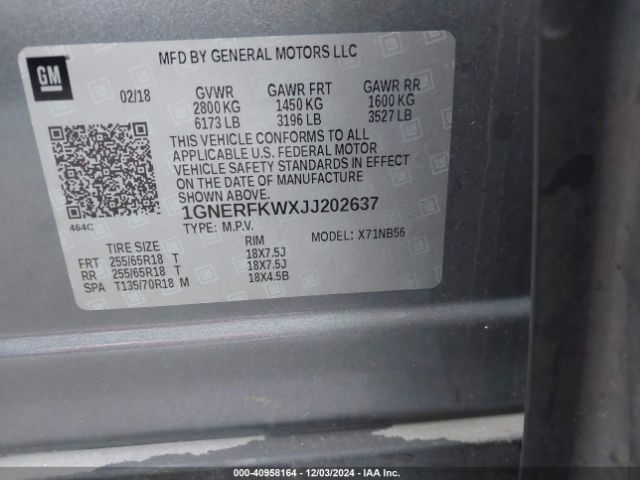 GM
MFD BY GENERAL MOTORS LLC
02/18 GVWR GAWR FRT GAWR RR
2800 KG 1450 KG 1600 KG
6173 LB 3196 LB 3527 LB
THIS VEHICLE CONFORMS TO ALL
APPLICABLE U.S. FEDERAL MOTOR
VEHICLE SAFETY STANDARDS IN EFFECT
ON THE DATE OF MANUFACTURE
SHOWN ABOVE.
464C
1GNERFKWXJJ202637
TYPE: M.P.V. MODEL: X71NB56
TIRE SIZE RIM
FRT 255/65R18 T 18X7.5J
RR 255/65R18 T 18X7.5J
SPA T135/70R18 M 18X4.5B
000-40958164 - 12/03/2024 - IAA Inc.